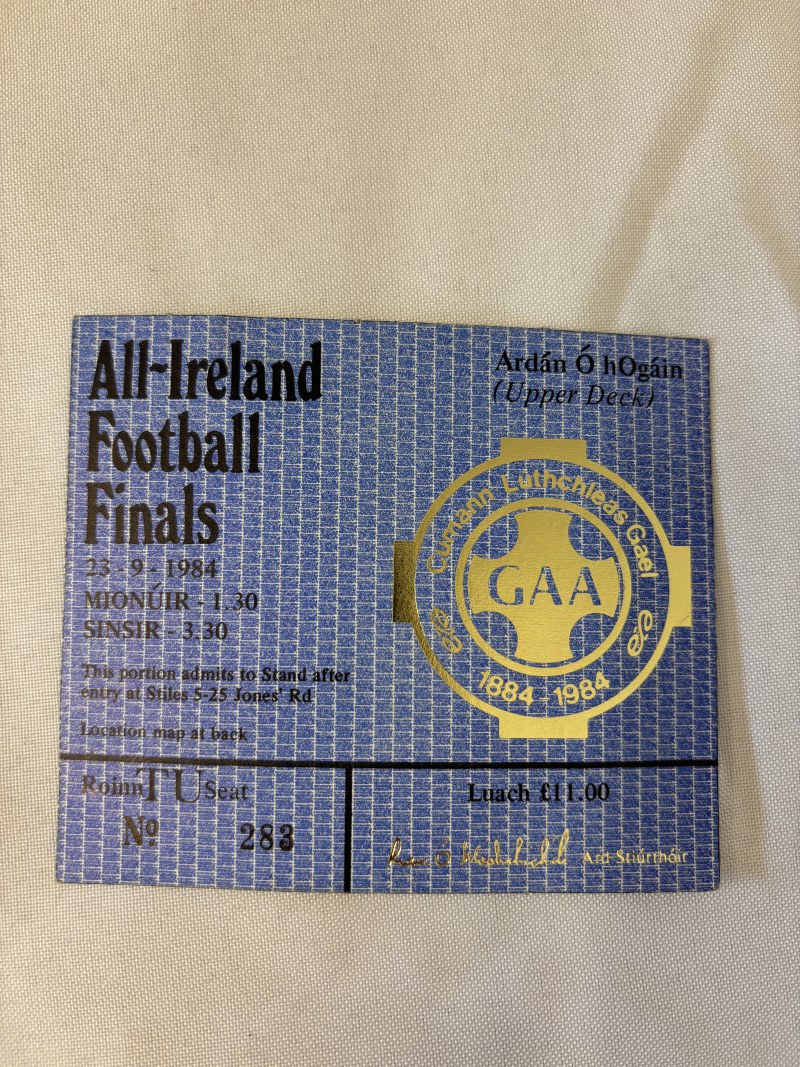 All-Ireland
Football
Finals
23-9-1984
MIONÚIR - 1.30
SINSIR - 3.30
This portion admits to Stand after
entry at Stiles 5-25 Jones' Rd
Location map at back
Ardán Ó hOgáin
(Upper Deck)
Cumann Luthchleas Gael
GAA
1884-1984
Roinn TU Seat
Nº 283
Luach £11.00
Ard-Stiúrthóir